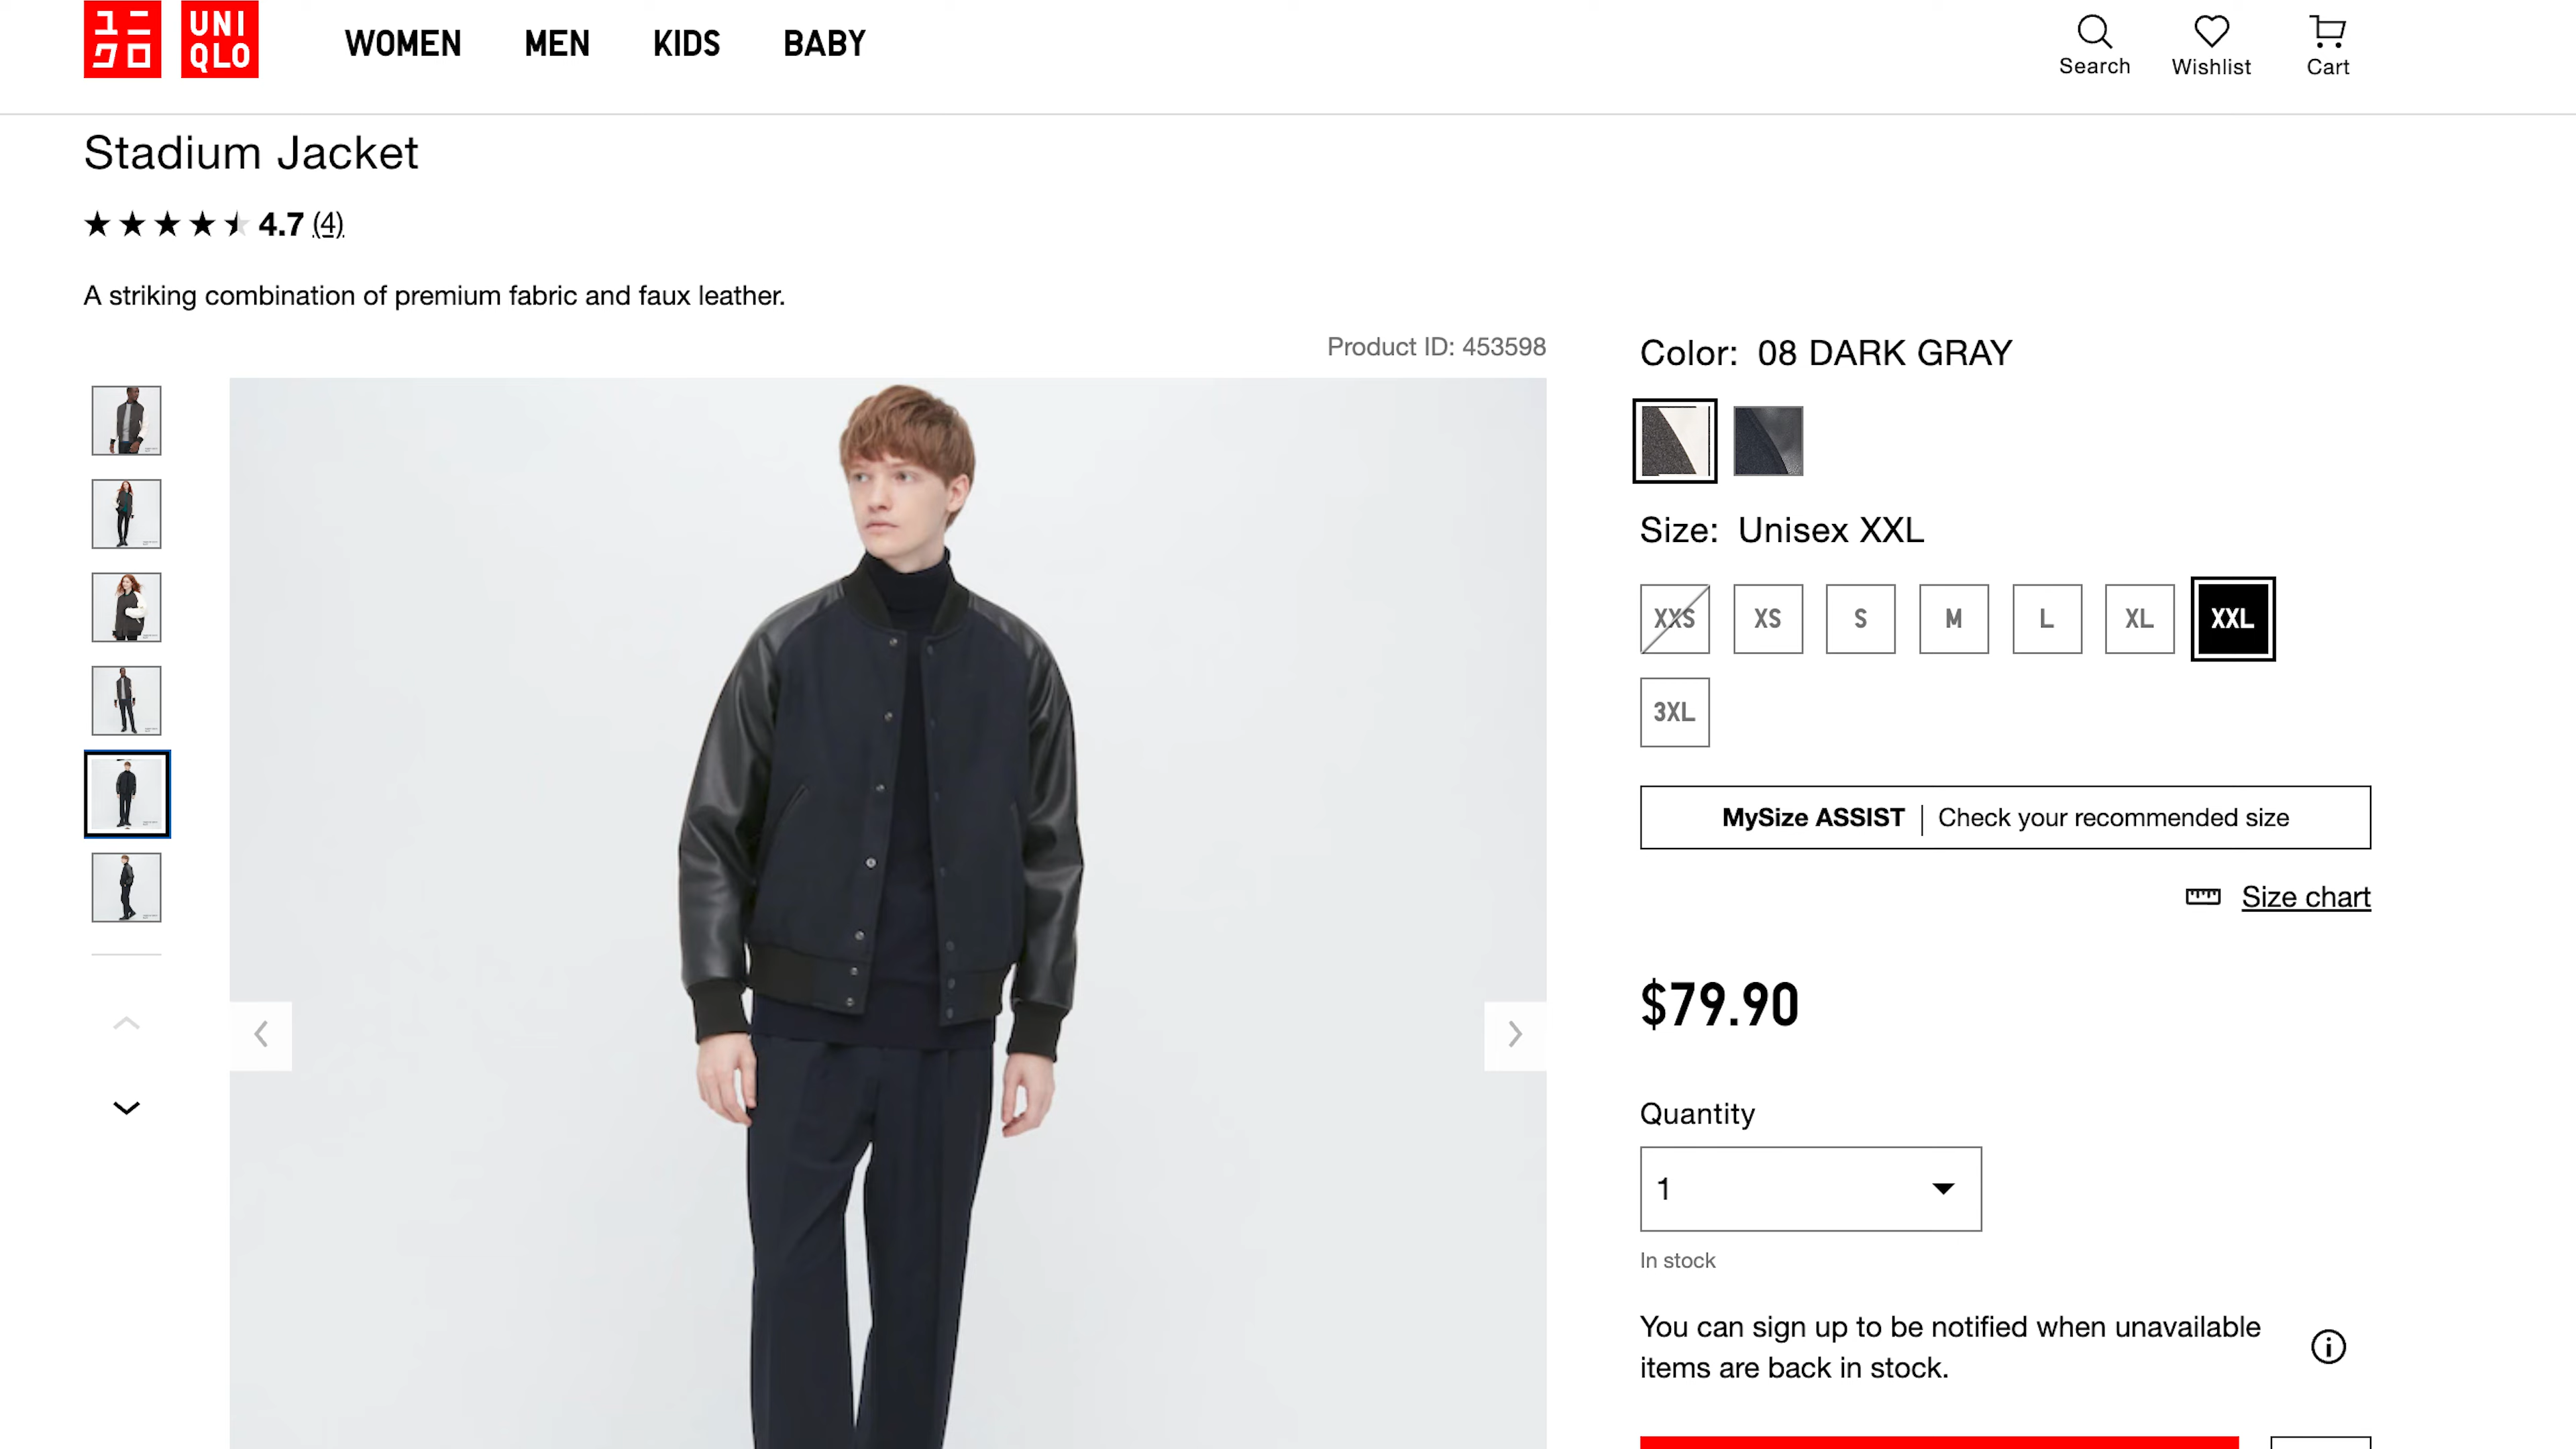 ユニ
クロ
UNI
QLO
WOMEN MEN KIDS BABY
Search Wishlist Cart
Stadium Jacket
4.7 (4)
A striking combination of premium fabric and faux leather.
Product ID: 453598
Color: 08 DARK GRAY
Size: Unisex XXL
XXS XS S M L XL XXL
3XL
MySize ASSIST | Check your recommended size
Size chart
$79.90
Quantity
1
In stock
You can sign up to be notified when unavailable
items are back in stock.